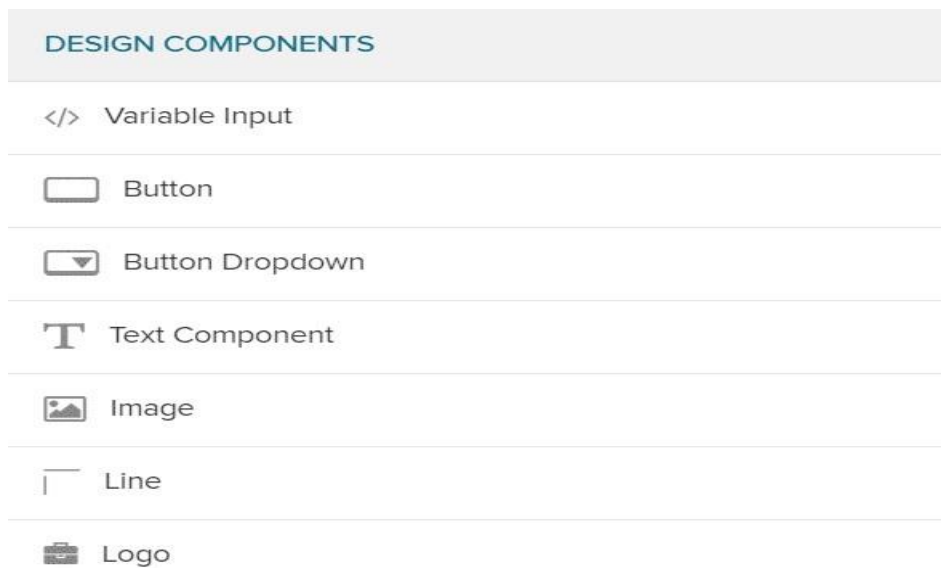 DESIGN COMPONENTS
</> Variable Input
Button
Button Dropdown
T Text Component
Image
Line
Logo